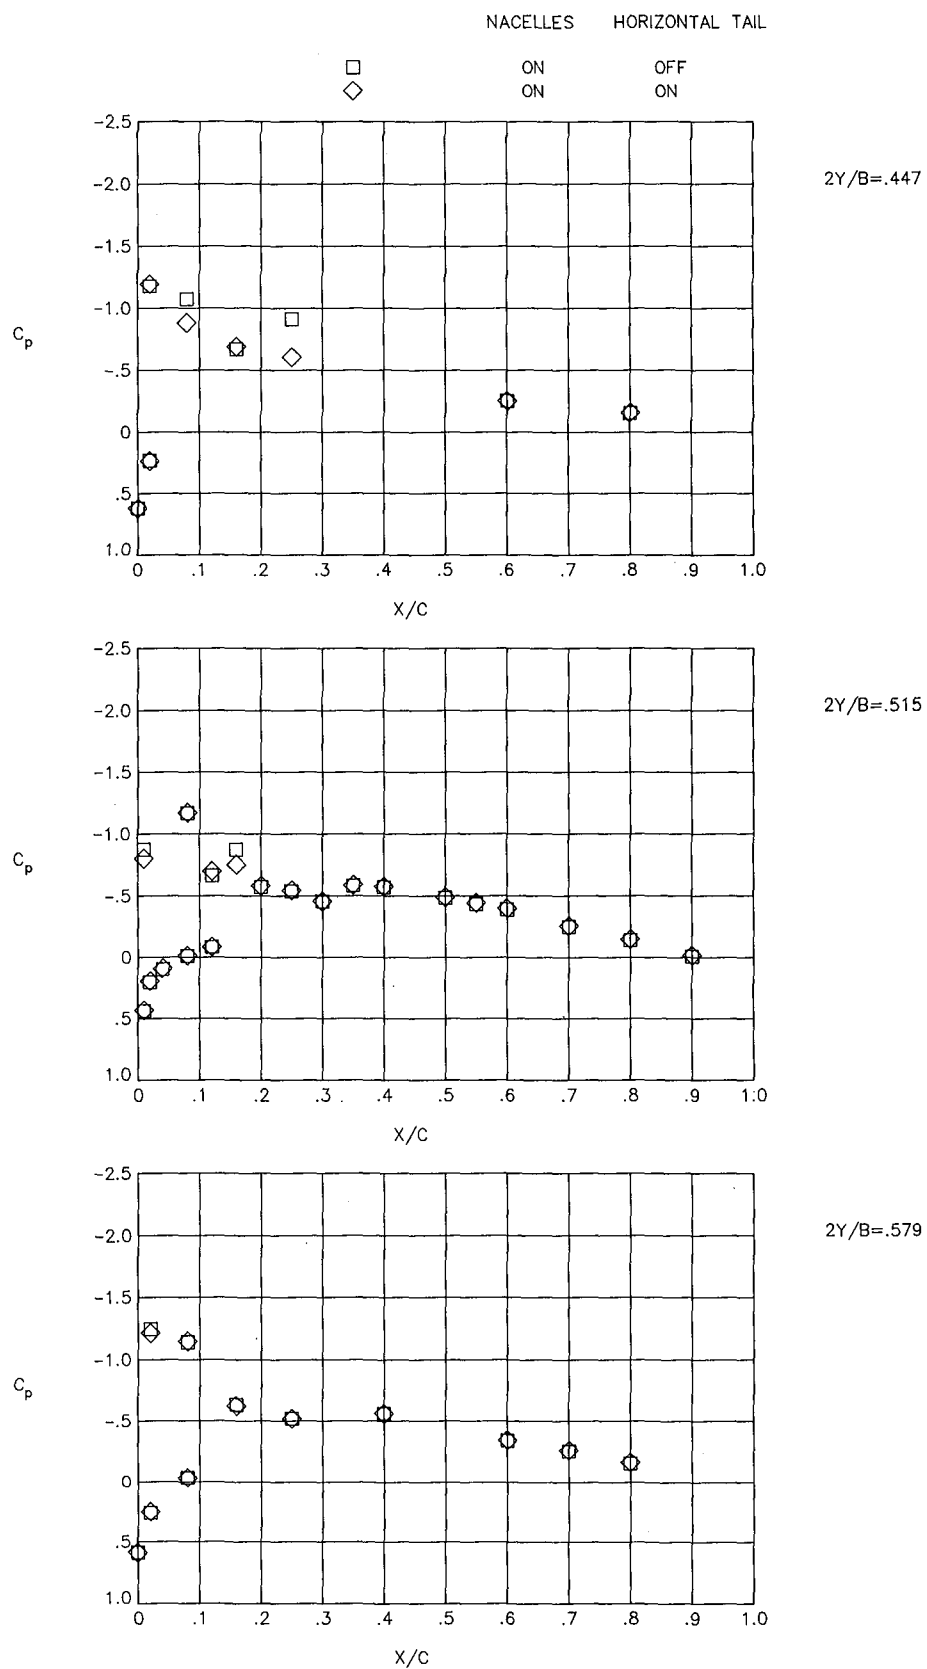 NACELLES HORIZONTAL TAIL
ON OFF
ON ON
-2.5
-2.0
2Y/B=.447
-1.5
-1.0
Cp
-.5
0
.5
1.0
0 .1 .2 .3 .4 .5 .6 .7 .8 .9 1.0
X/C
-2.5
2Y/B=.515
-2.0
-1.5
-1.0
Cp
-.5
0
.5
1.0
0 .1 .2 .3 .4 .5 .6 .7 .8 .9 1.0
X/C
-2.5
2Y/B=.579
-2.0
-1.5
-1.0
Cp
-.5
0
.5
1.0
0 .1 .2 .3 .4 .5 .6 .7 .8 .9 1.0
X/C